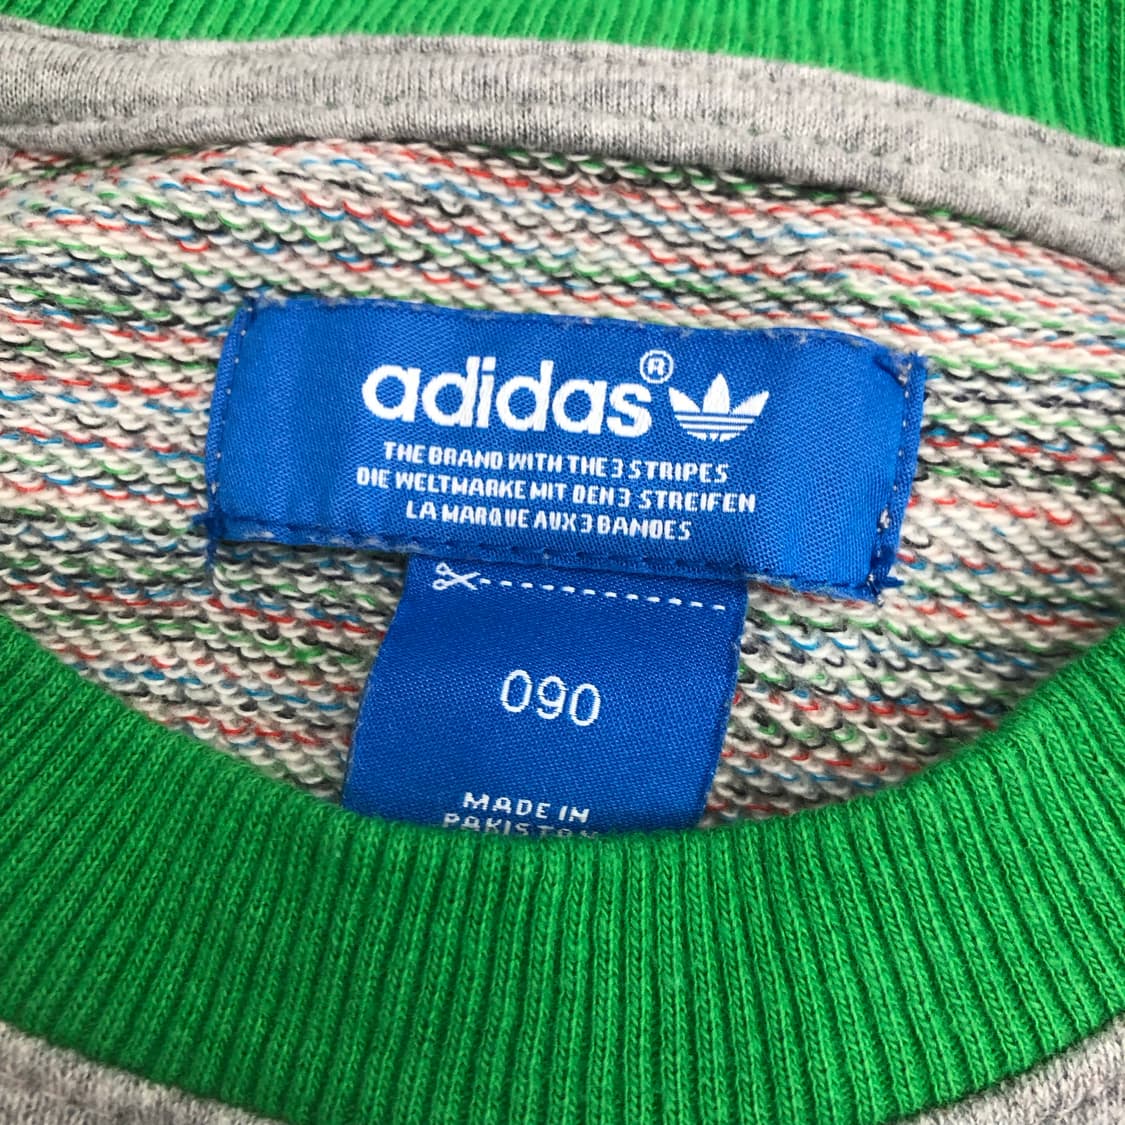 adidas®
THE BRAND WITH THE 3 STRIPES
DIE WELTMARKE MIT DEN 3 STREIFEN
LA MARQUE AUX 3 BANDES
090
MADE IN
PAKISTAN